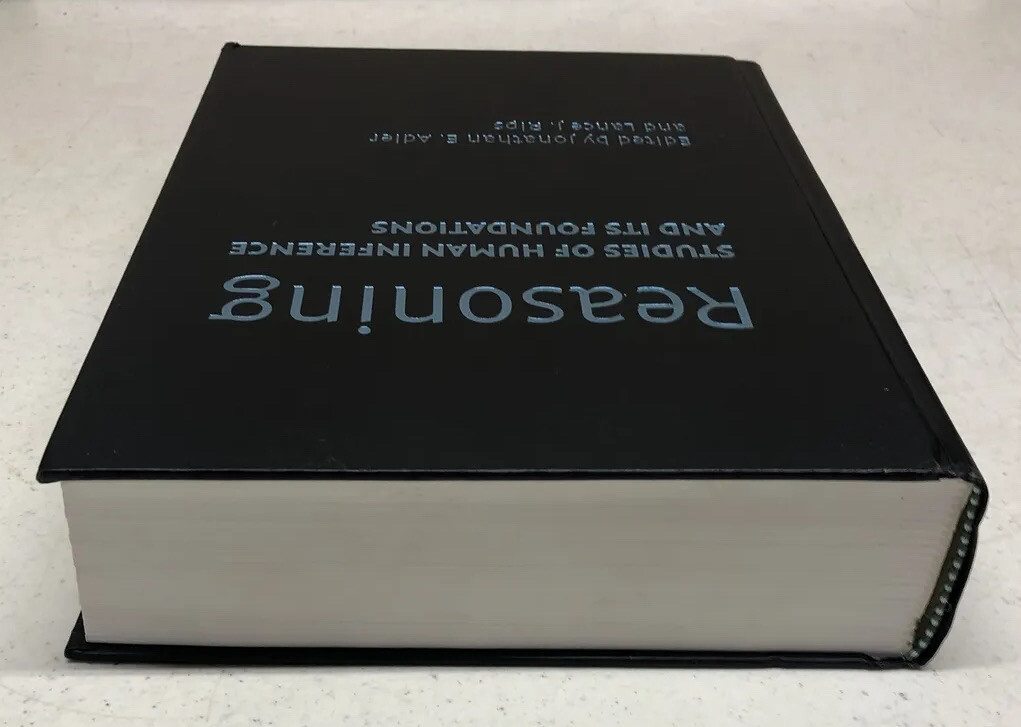 Reasoning
STUDIES OF HUMAN INFERENCE
AND ITS FOUNDATIONS
Edited by Jonathan E. Adler
and Lance J. Rips